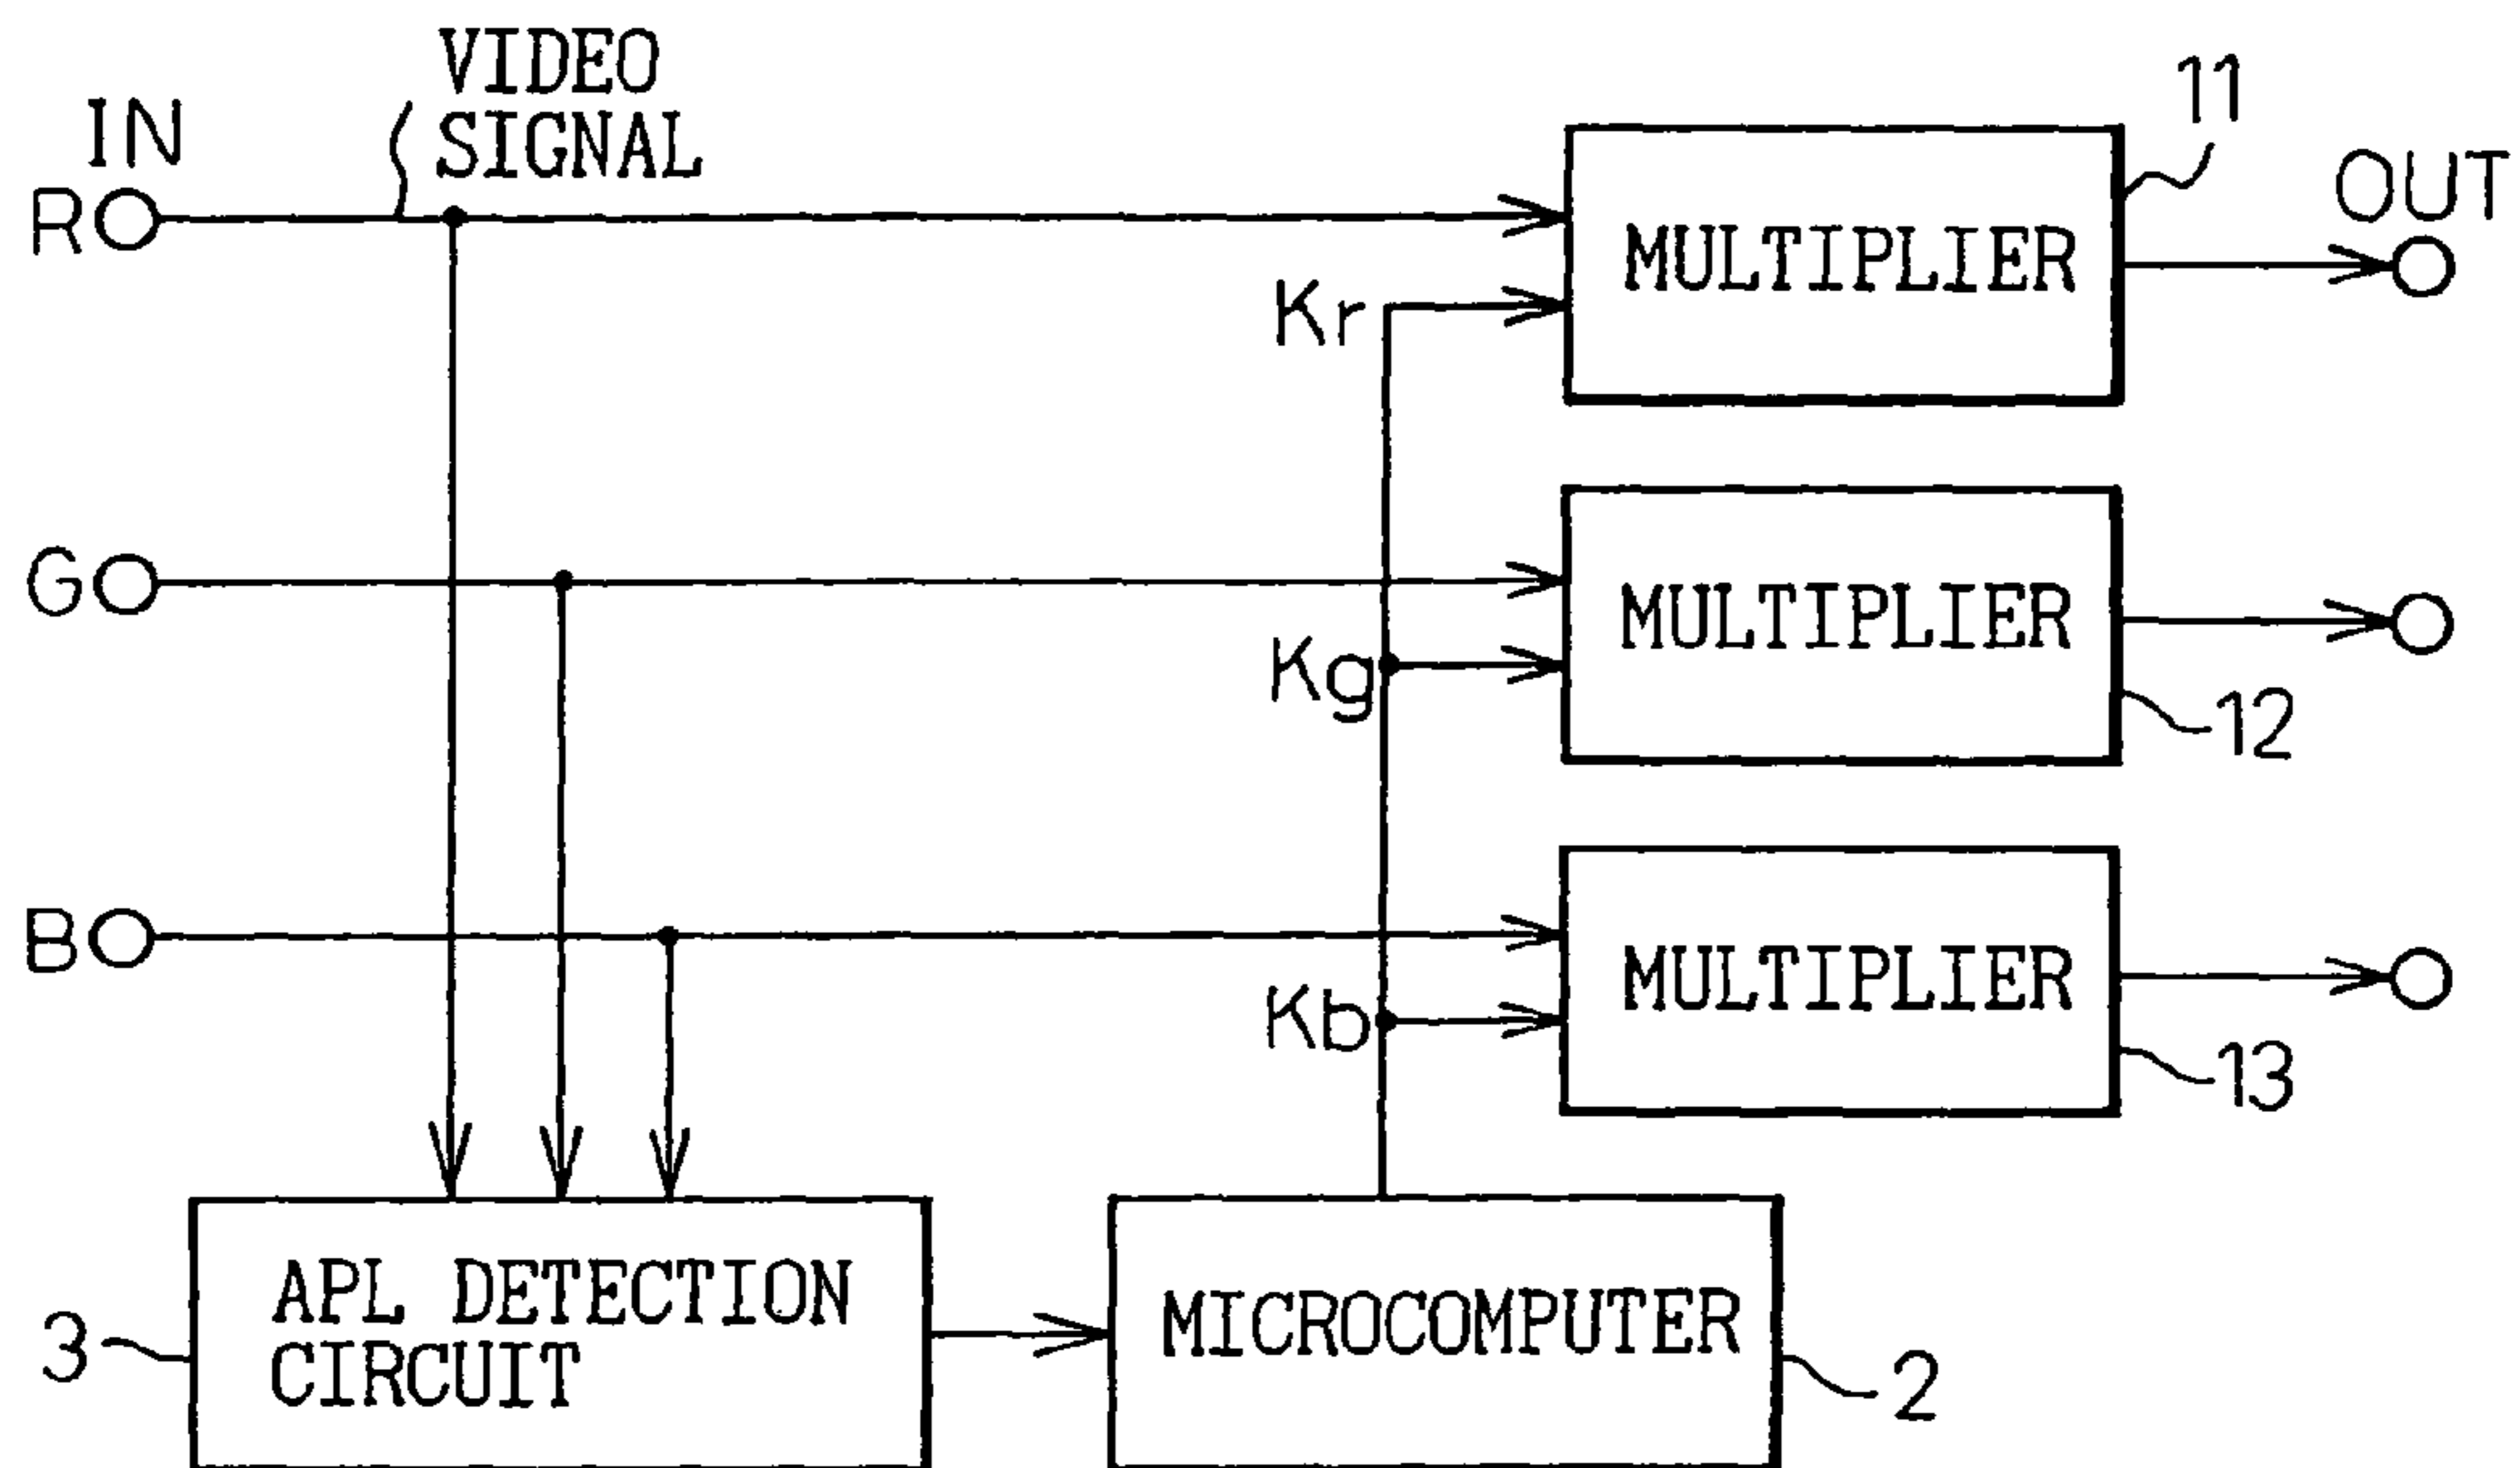 VIDEO
SIGNAL
IN
R
11
OUT
MULTIPLIER
Kr
G
MULTIPLIER
Kg
12
B
MULTIPLIER
Kb
13
APL DETECTION
CIRCUIT
3
MICROCOMPUTER
2